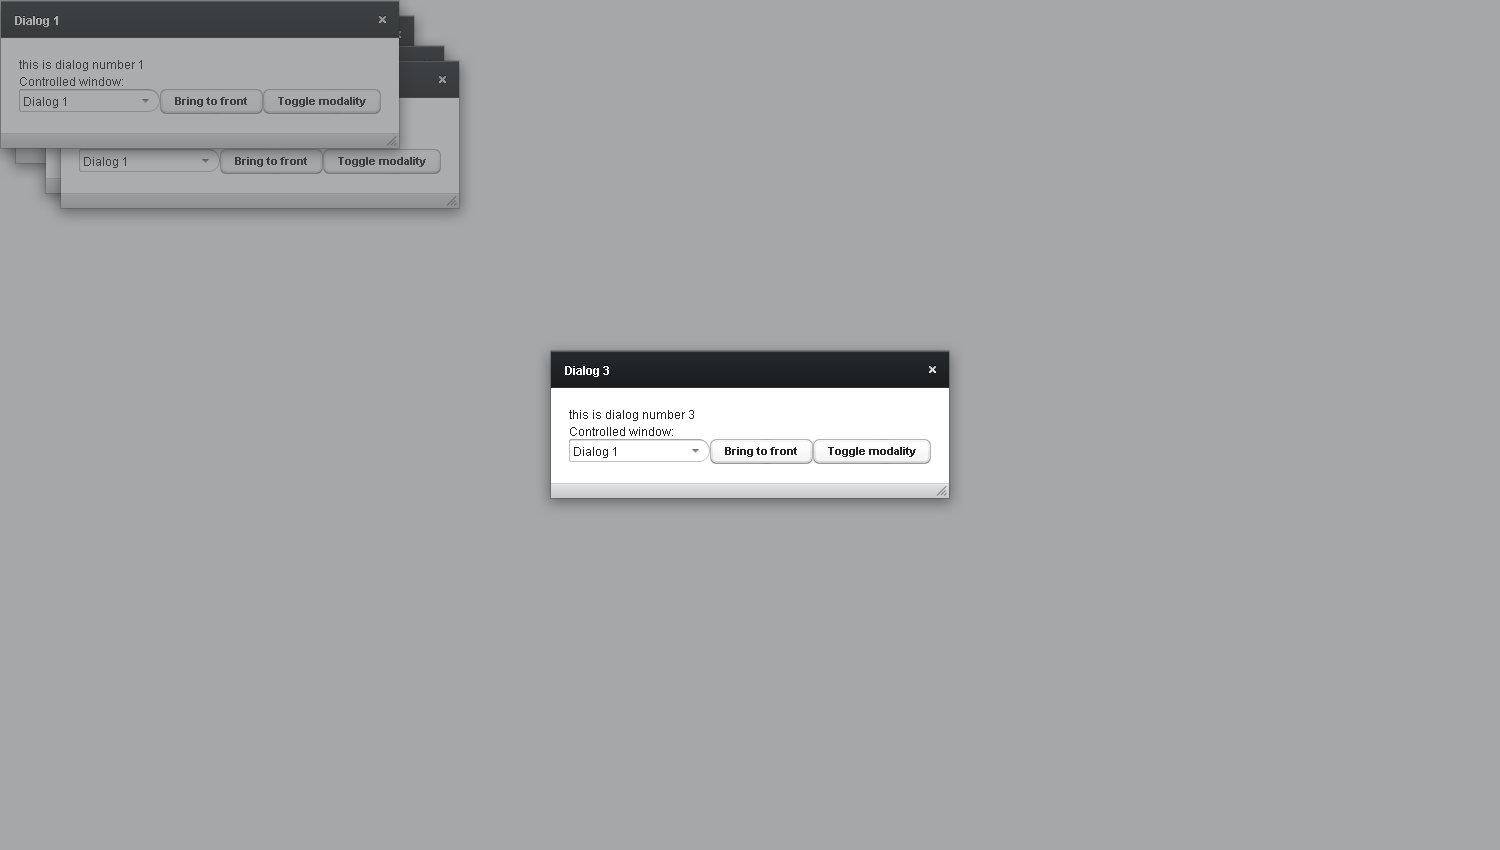 Dialog 1
this is dialog number 1
Controlled window:
Dialog 1
Bring to front
Toggle modality
Dialog 1
Bring to front
Toggle modality
Dialog 3
this is dialog number 3
Controlled window:
Dialog 1
Bring to front
Toggle modality